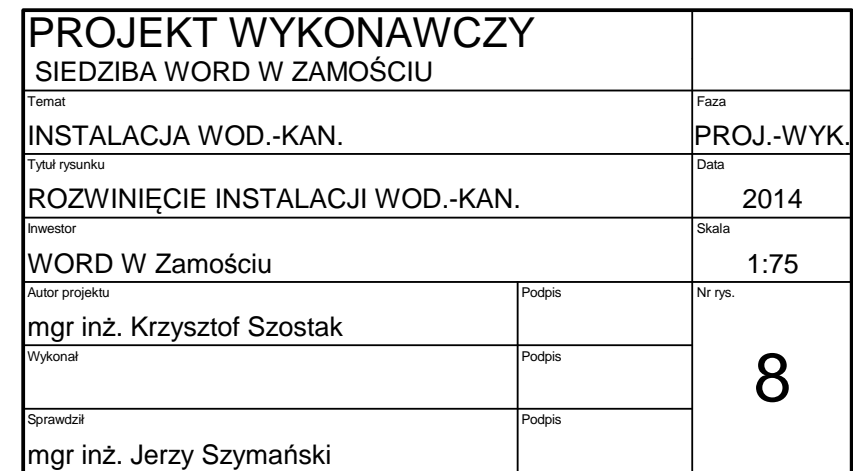 PROJEKT WYKONAWCZY
SIEDZIBA WORD W ZAMOŚCIU
Temat
INSTALACJA WOD.-KAN.
Faza
PROJ.-WYK.
Tytuł rysunku
ROZWINIĘCIE INSTALACJI WOD.-KAN.
Data
2014
Inwestor
WORD W Zamościu
Skala
1:75
Autor projektu
mgr inż. Krzysztof Szostak
Podpis
Nr rys.
8
Wykonał
Podpis
Sprawdził
mgr inż. Jerzy Szymański
Podpis